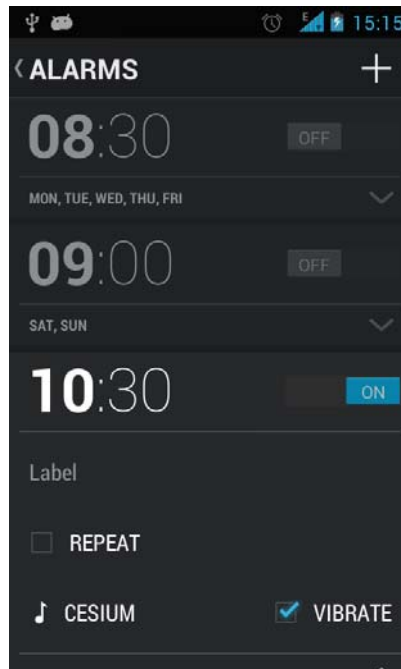 E 15:15
ALARMS
08:30 OFF
MON, TUE, WED, THU, FRI
09:00 OFF
SAT, SUN
10:30 ON
Label
REPEAT
CESIUM VIBRATE